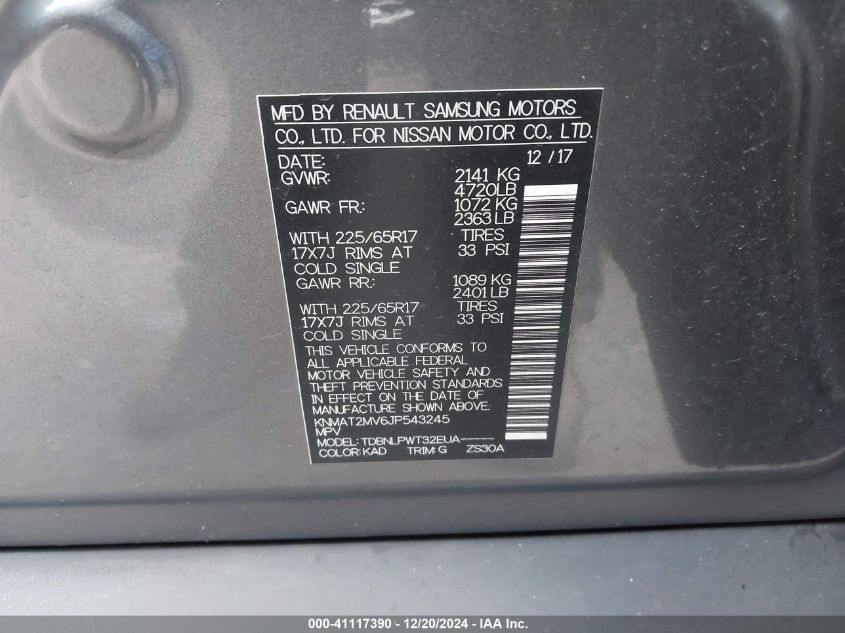 MFD BY RENAULT SAMSUNG MOTORS
CO., LTD. FOR NISSAN MOTOR CO., LTD.
DATE: 12 / 17
GVWR: 2141 KG
4720LB
GAWR FR.: 1072 KG
2363 LB
WITH 225/65R17 TIRES
17X7J RIMS AT 33 PSI
COLD SINGLE
GAWR RR.: 1089 KG
2401 LB
WITH 225/65R17 TIRES
17X7J RIMS AT 33 PSI
COLD SINGLE
THIS VEHICLE CONFORMS TO
ALL APPLICABLE FEDERAL
MOTOR VEHICLE SAFETY AND
THEFT PREVENTION STANDARDS
IN EFFECT ON THE DATE OF
MANUFACTURE SHOWN ABOVE.
KNMAT2MV6JP543245
MPV
MODEL: TDBNLPWT32EUA-----
COLOR: KAD TRIM: G ZS30A
000-41117390 - 12/20/2024 - IAA Inc.